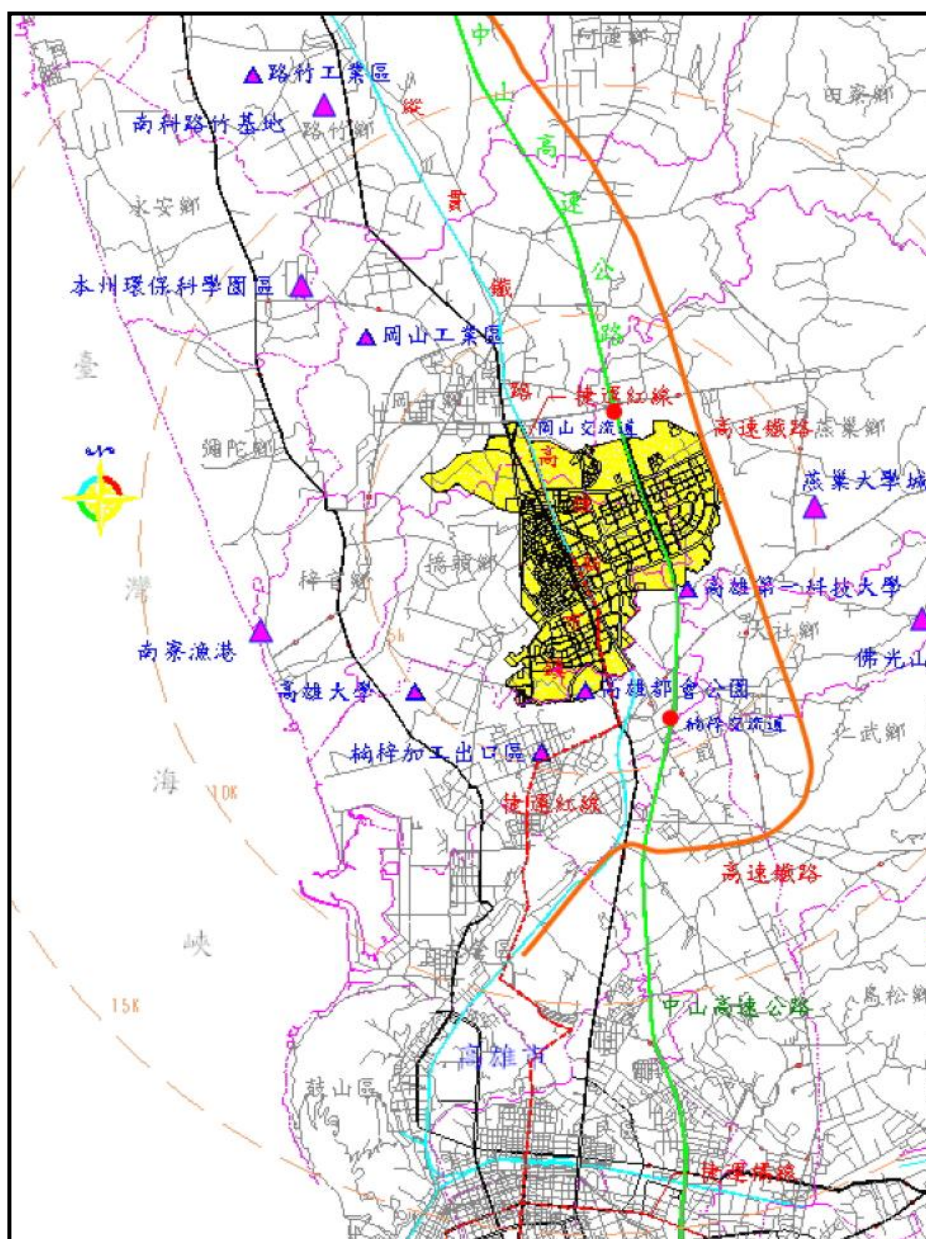 中山高速公路
阿蓮鄉
田寮鄉
路竹工業區
南科路竹基地
路竹鄉
縱貫鐵路
永安鄉
本州環保科學園區
岡山工業區
臺灣海峽
岡山鎮
捷運紅線
岡山交流道
高速鐵路
燕巢鄉
彌陀鄉
燕巢大學城
橋頭鄉
梓官鄉
高雄第一科技大學
5K
大社鄉
南寮漁港
佛光山
高雄大學
高雄都會公園
楠梓交流道
仁武鄉
楠梓加工出口區
10K
捷運紅線
高速鐵路
15K
中山高速公路
鳥松鄉
高雄市
鼓山區
捷運橘線